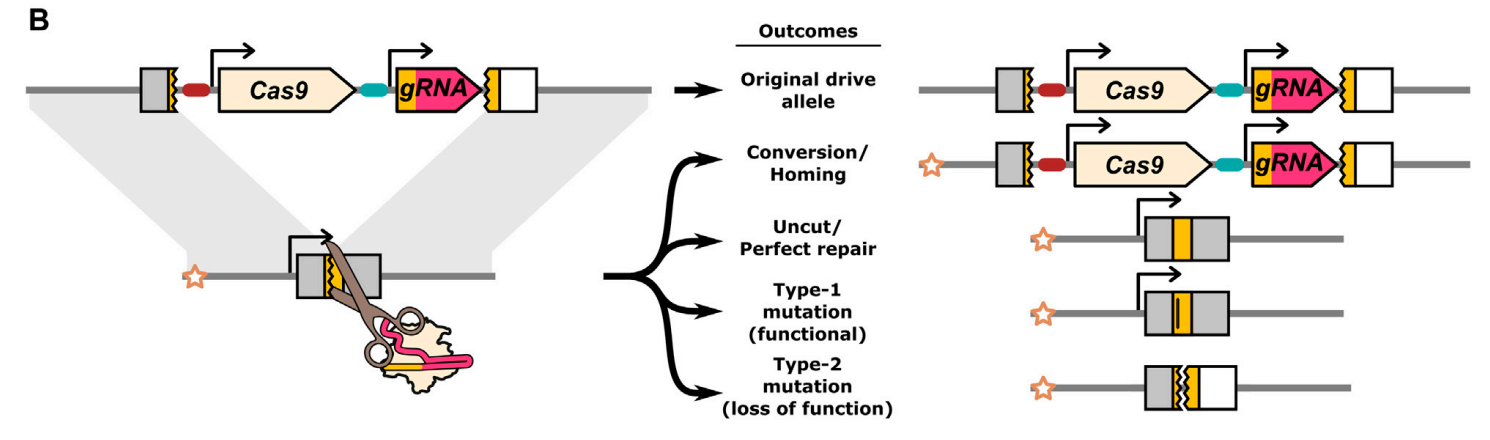 B
Outcomes
Cas9
gRNA
Original drive
allele
Cas9
gRNA
Conversion/
Homing
Cas9
gRNA
Uncut/
Perfect repair
Type-1
mutation
(functional)
Type-2
mutation
(loss of function)